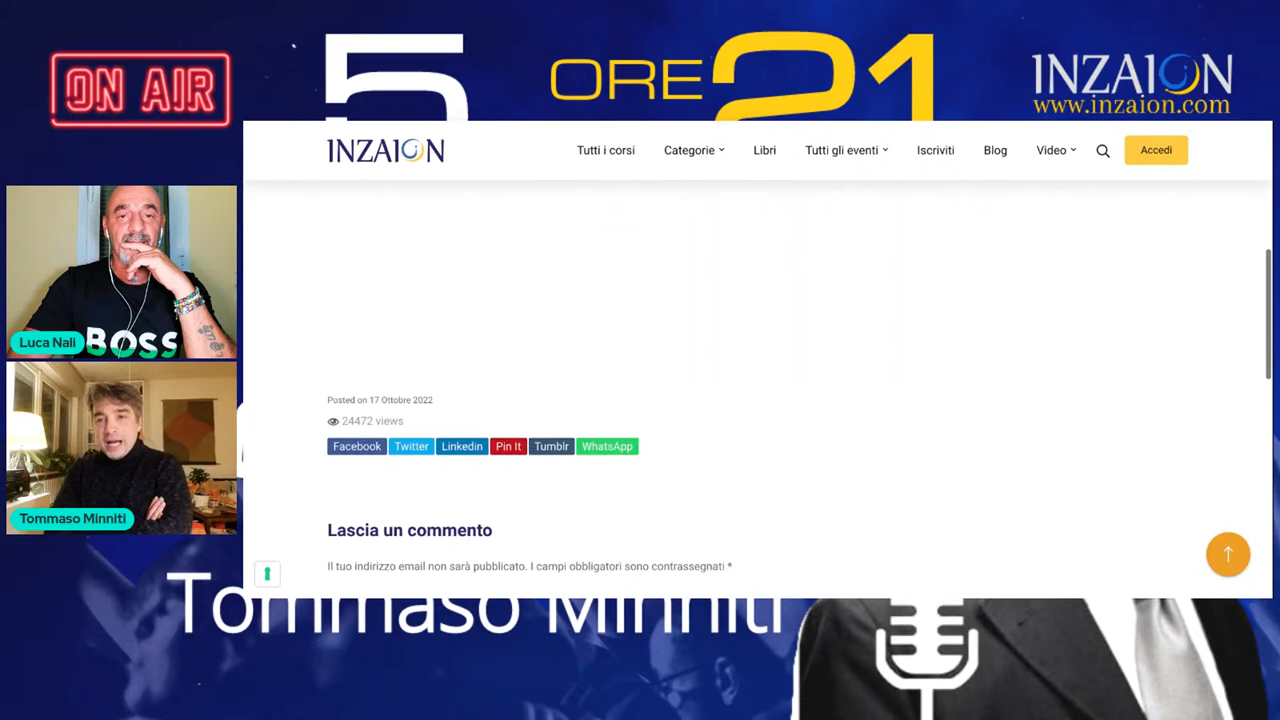 ON AIR
5
ORE 21
INZAION
www.inzaion.com
INZAION
Tutti i corsi
Categorie
Libri
Tutti gli eventi
Iscriviti
Blog
Video
Accedi
BOSS
Luca Nali
Tommaso Minniti
Posted on 17 Ottobre 2022
24472 views
Facebook Twitter Linkedin Pin It Tumblr WhatsApp
Lascia un commento
Il tuo indirizzo email non sarà pubblicato. I campi obbligatori sono contrassegnati *
Tommaso Minniti